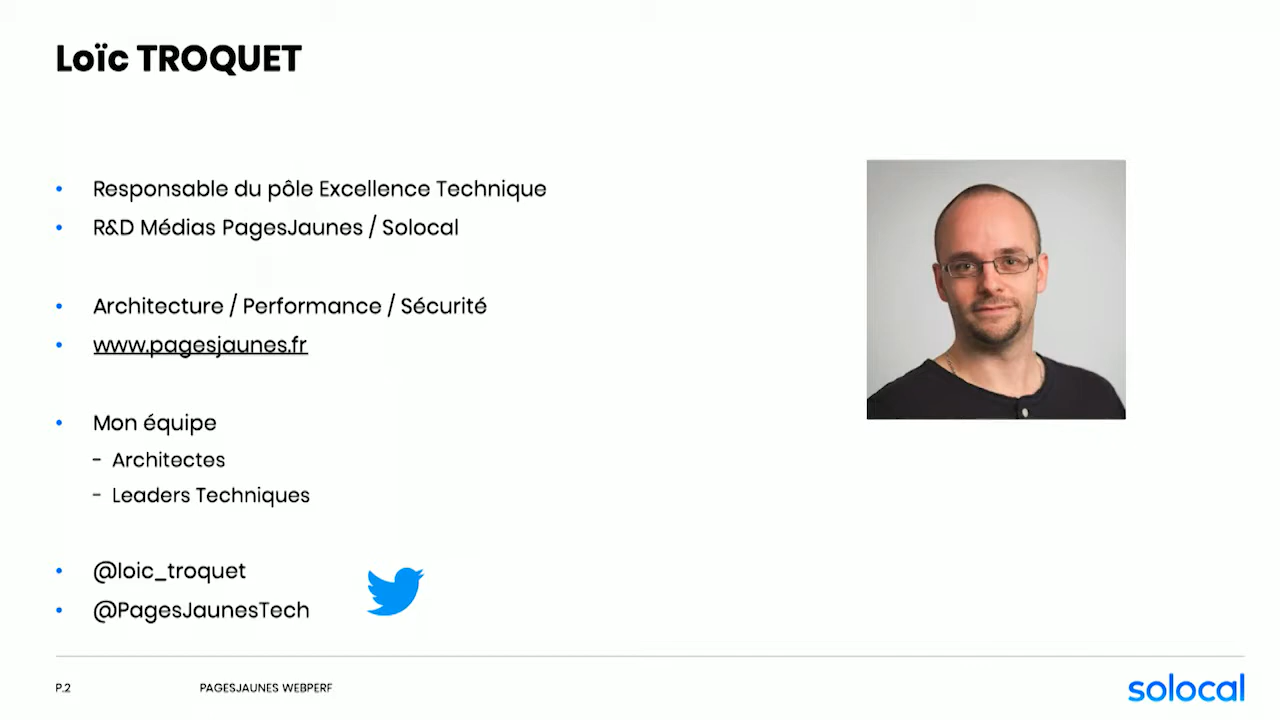 Loïc TROQUET
• Responsable du pôle Excellence Technique
• R&D Médias PagesJaunes / Solocal
• Architecture / Performance / Sécurité
• www.pagesjaunes.fr
• Mon équipe
- Architectes
- Leaders Techniques
• @loic_troquet
• @PagesJaunesTech
P.2 PAGESJAUNES WEBPERF
solocal